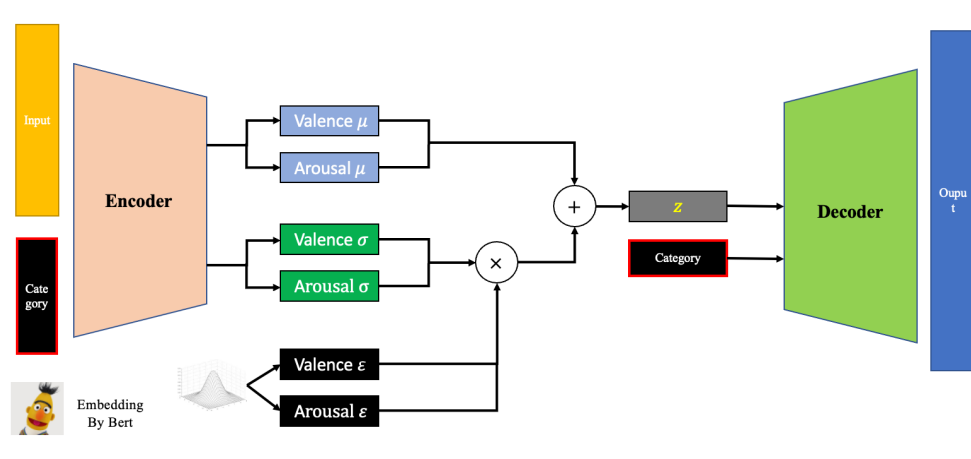 Input
Cate
gory
Embedding
By Bert
Encoder
Valence μ
Arousal μ
Valence σ
Arousal σ
Valence ε
Arousal ε
×
+
z
Category
Decoder
Oupu
t